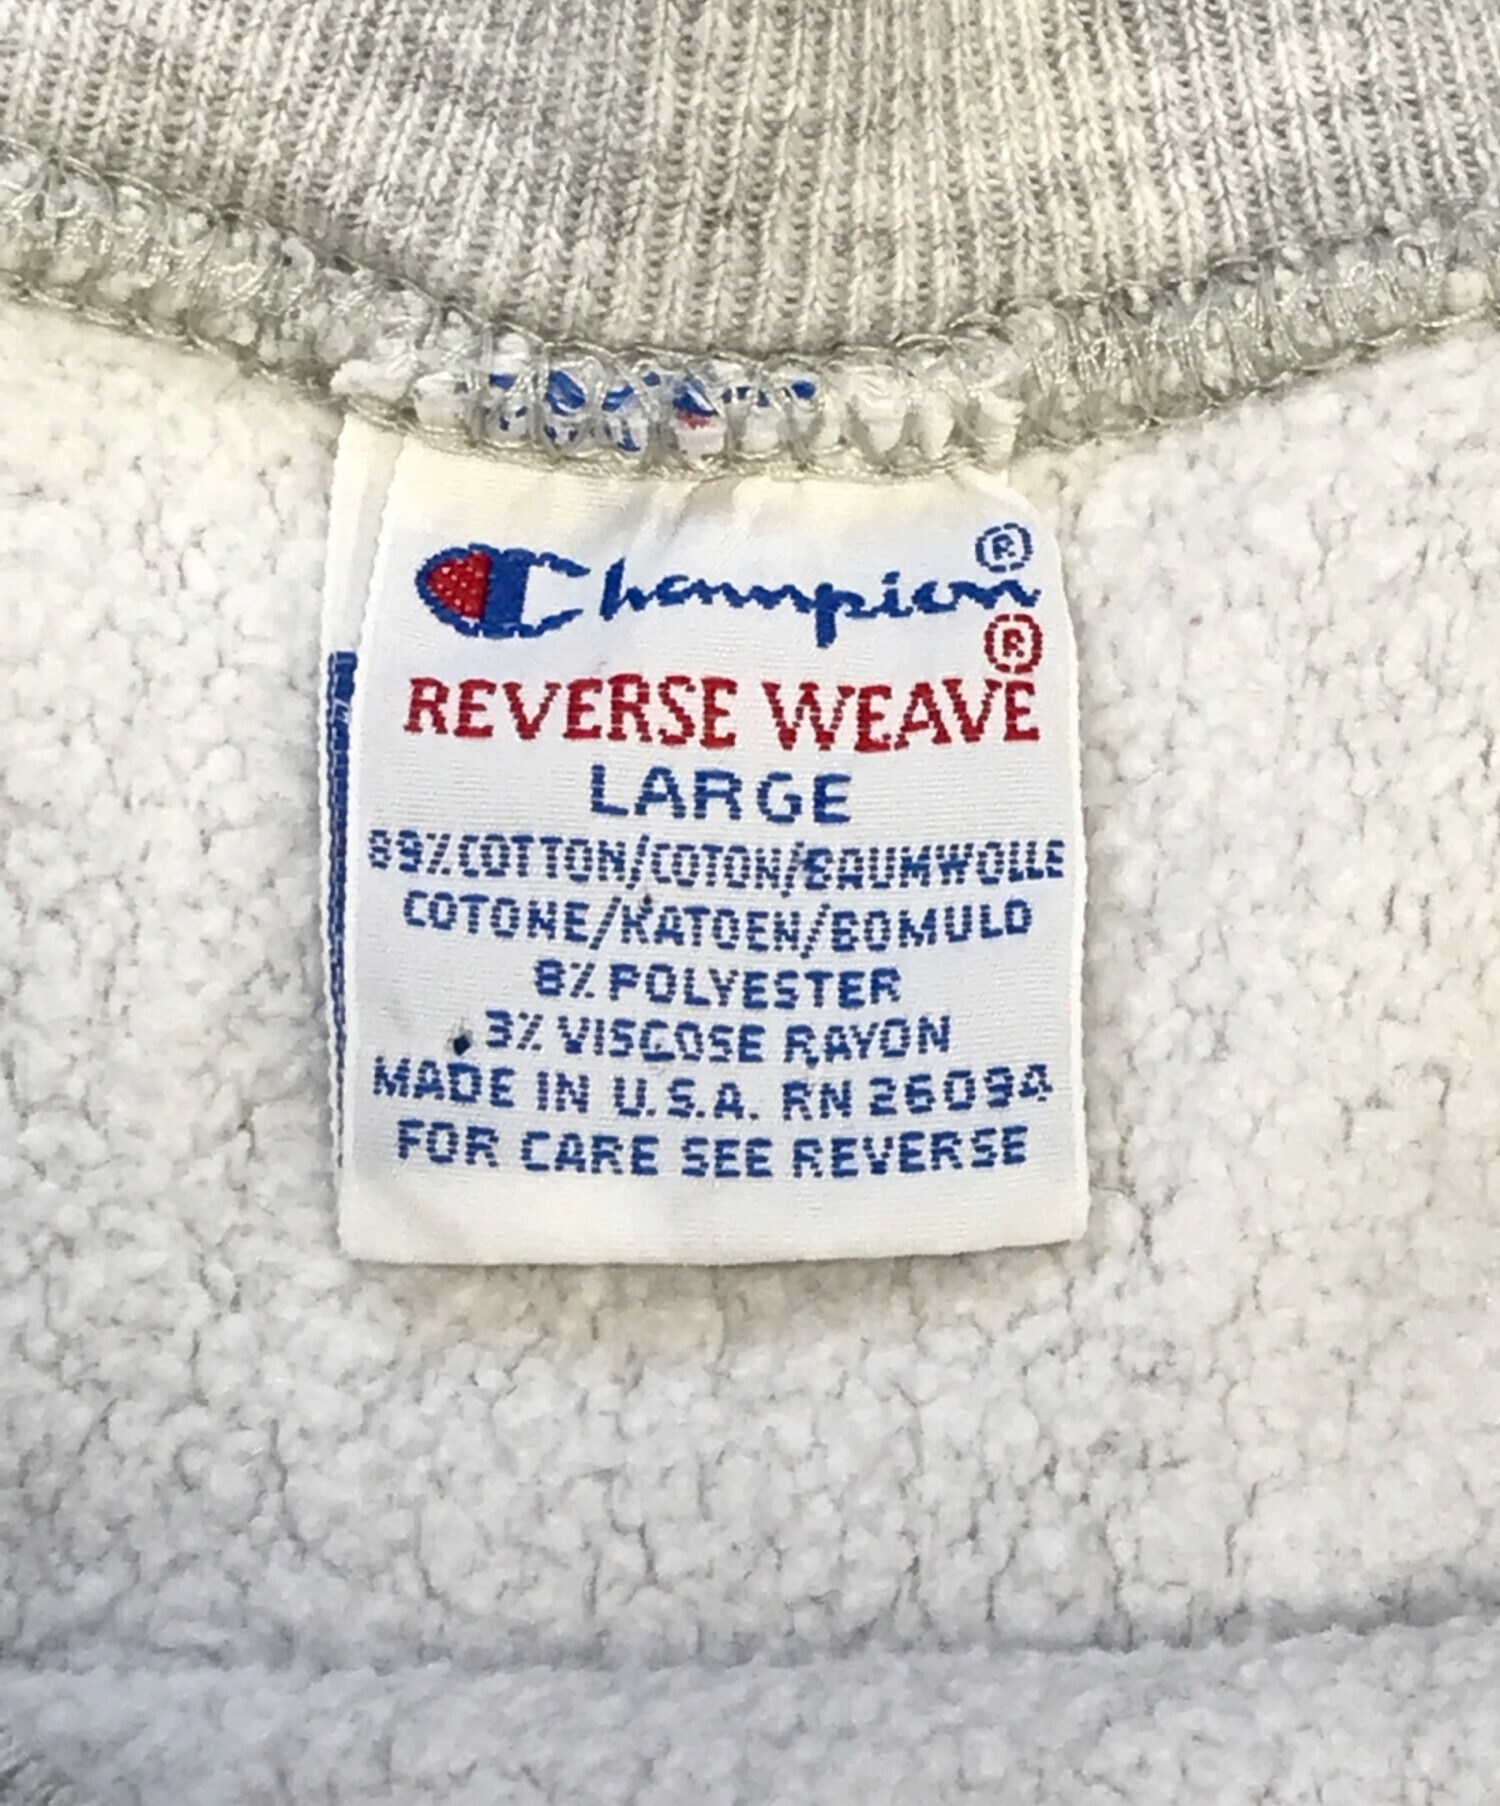 Champion®
REVERSE WEAVE®
LARGE
89%COTTON/COTON/BAUMWOLLE
COTONE/KATOEN/BOMULD
8% POLYESTER
3% VISCOSE RAYON
MADE IN U.S.A. RN 26094
FOR CARE SEE REVERSE